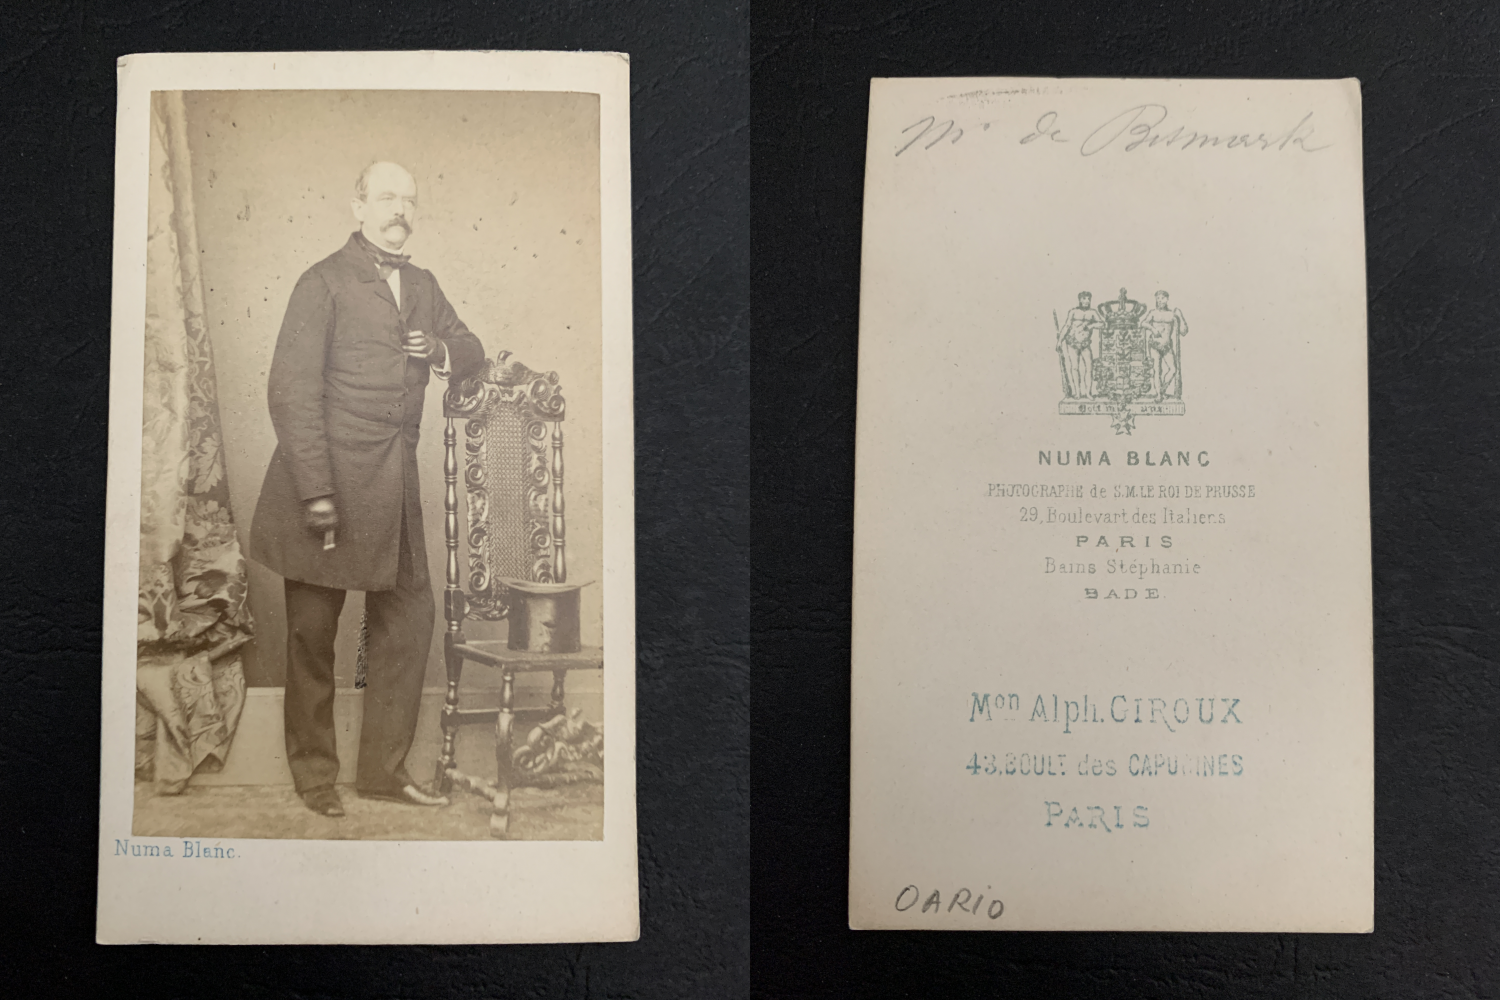 Numa Blanc.
Mr de Bismark
NUMA BLANC
PHOTOGRAPHE de S.M. LE ROI DE PRUSSE
29, Boulevart des Italiens
PARIS
Bains Stéphanie
BADE.
Mon Alph. GIROUX
43, BOULT. des CAPUCINES
PARIS
OARIO